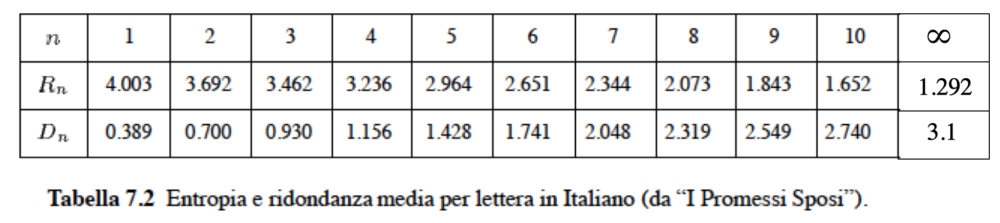 n 1 2 3 4 5 6 7 8 9 10 ∞
Rn 4.003 3.692 3.462 3.236 2.964 2.651 2.344 2.073 1.843 1.652 1.292
Dn 0.389 0.700 0.930 1.156 1.428 1.741 2.048 2.319 2.549 2.740 3.1
Tabella 7.2 Entropia e ridondanza media per lettera in Italiano (da “I Promessi Sposi”).